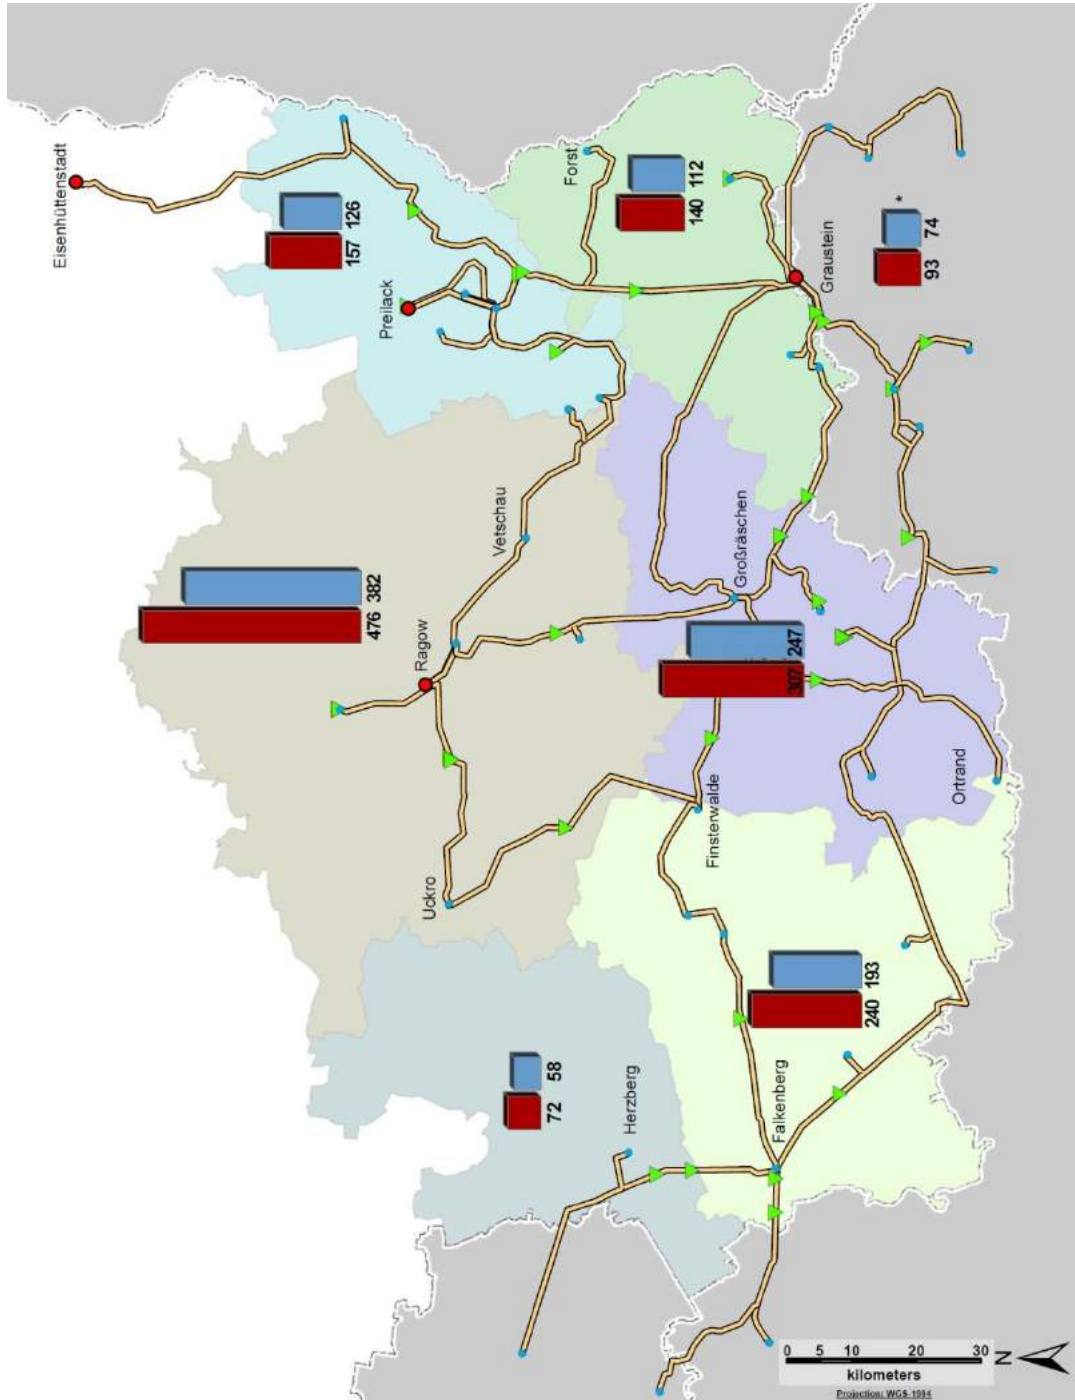 Eisenhüttenstadt
Forst
112
140
126
157
*
74
93
Graustein
Preilack
Vetschau
Großräschen
382
476
Ragow
247
307
Ortrand
Finsterwalde
Uckro
193
240
58
72
Herzberg
Falkenberg
0 5 10 20 30
kilometers
N
Projection: WGS-1984